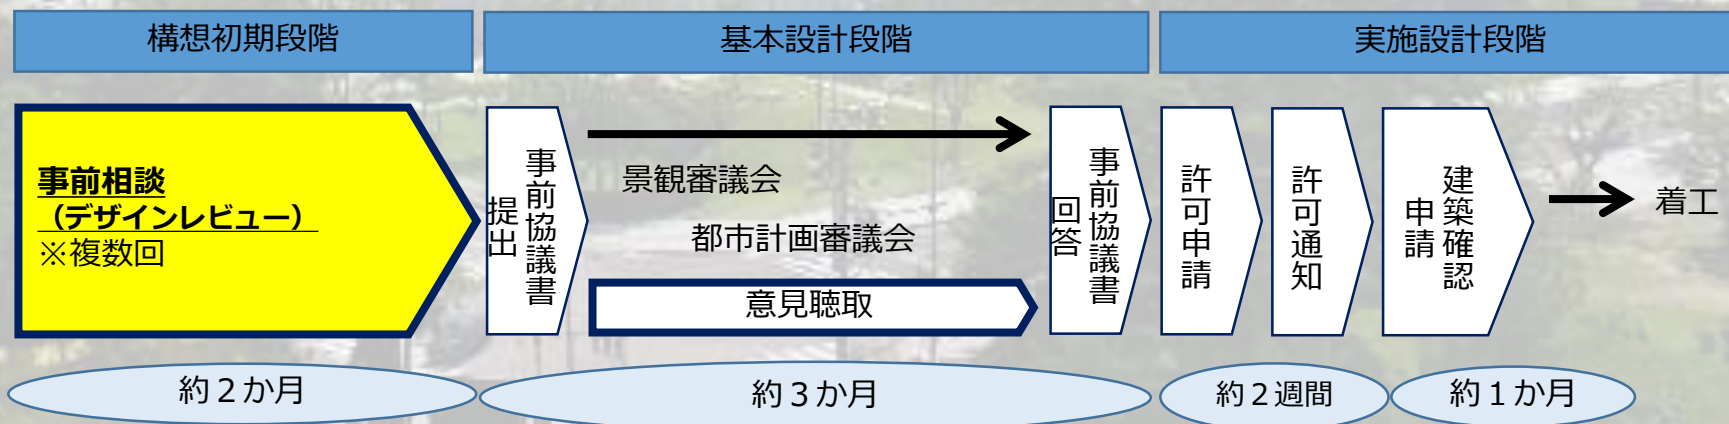 構想初期段階
基本設計段階
実施設計段階
事前相談
（デザインレビュー）
※複数回
事前協議書
提出
景観審議会
都市計画審議会
意見聴取
事前協議書
回答
許可申請
許可通知
建築確認
申請
着工
約２か月
約３か月
約２週間
約１か月